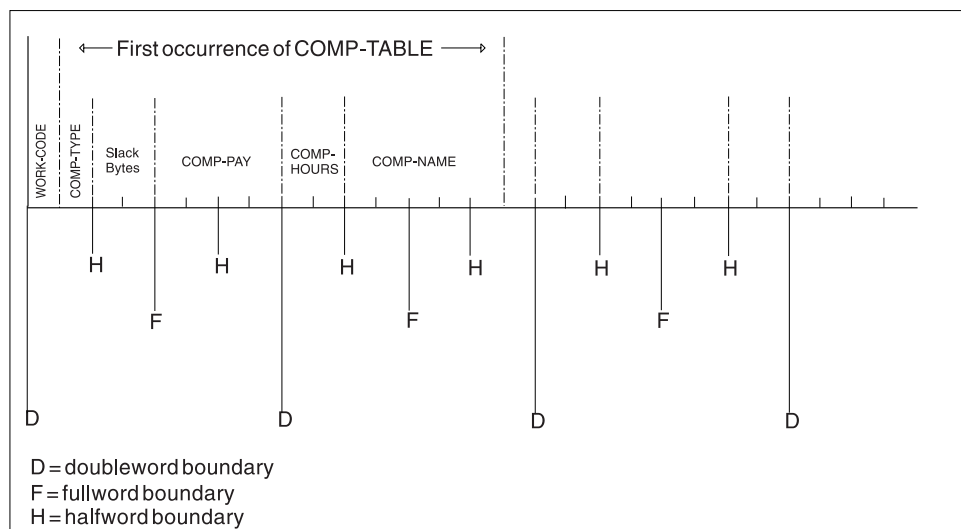 First occurrence of COMP-TABLE
WORK-CODE
COMP-TYPE
Slack
Bytes
COMP-PAY
COMP-
HOURS
COMP-NAME
H
H
H
H
H
H
F
F
F
D
D
D
D
D = doubleword boundary
F = fullword boundary
H = halfword boundary